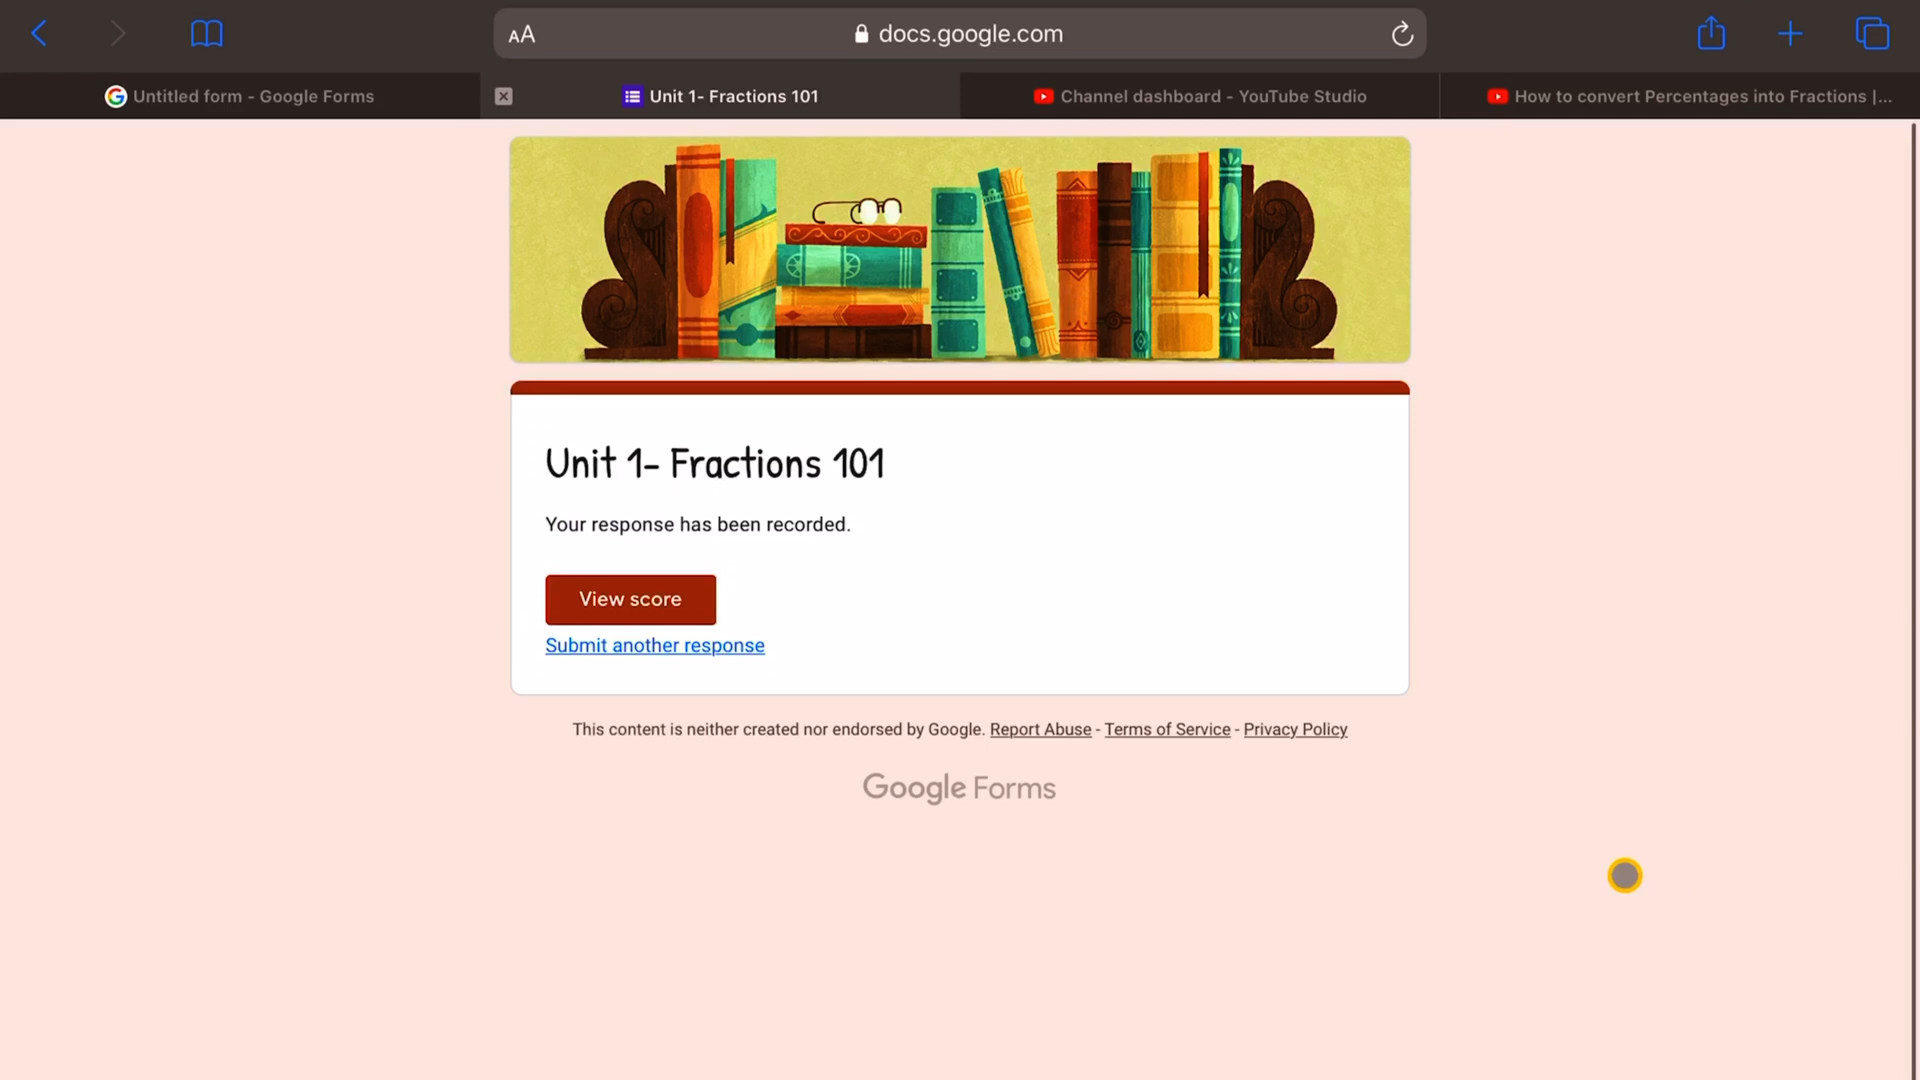 AA
docs.google.com
Untitled form - Google Forms
Unit 1- Fractions 101
Channel dashboard - YouTube Studio
How to convert Percentages into Fractions |...
Unit 1- Fractions 101
Your response has been recorded.
View score
Submit another response
This content is neither created nor endorsed by Google. Report Abuse - Terms of Service - Privacy Policy
Google Forms